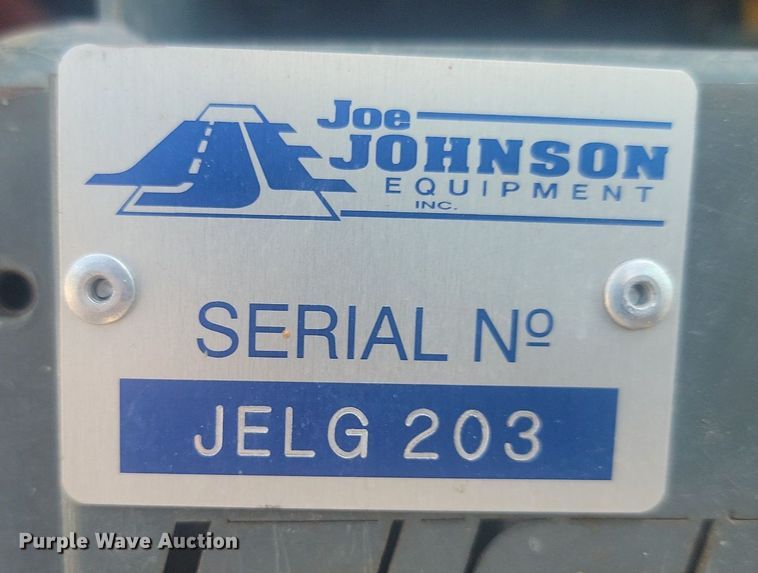 Joe
JOHNSON
EQUIPMENT
INC.
SERIAL Nº
JELG 203
Purple Wave Auction